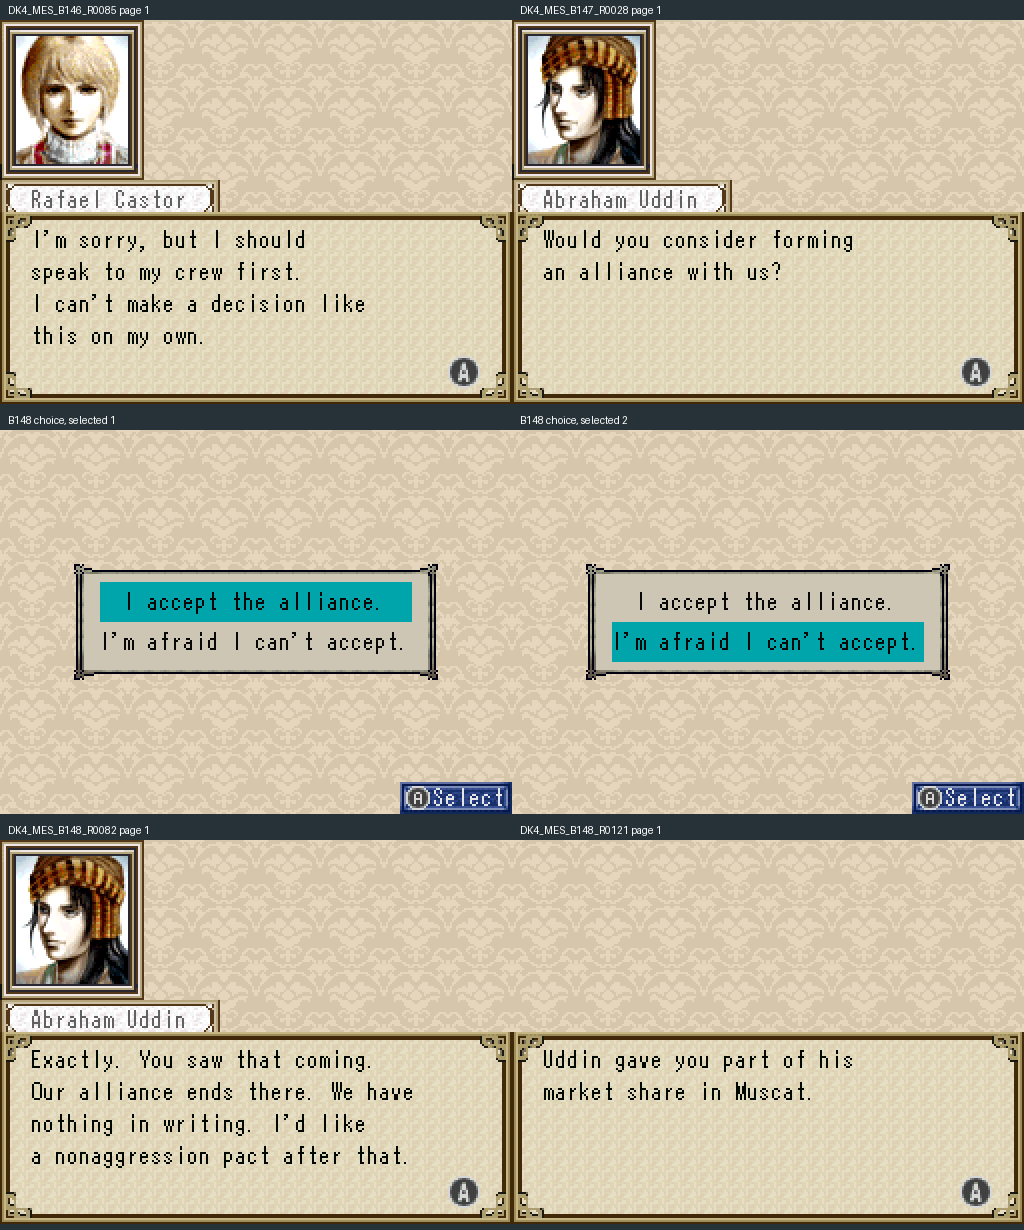 DK4_MES_B146_R0085 page 1
Rafael Castor
I'm sorry, but I should
speak to my crew first.
I can't make a decision like
this on my own.
A
DK4_MES_B147_R0028 page 1
Abraham Uddin
Would you consider forming
an alliance with us?
A
B148 choice, selected 1
I accept the alliance.
I'm afraid I can't accept.
A Select
B148 choice, selected 2
I accept the alliance.
I'm afraid I can't accept.
A Select
DK4_MES_B148_R0082 page 1
Abraham Uddin
Exactly. You saw that coming.
Our alliance ends there. We have
nothing in writing. I'd like
a nonaggression pact after that.
A
DK4_MES_B148_R0121 page 1
Uddin gave you part of his
market share in Muscat.
A